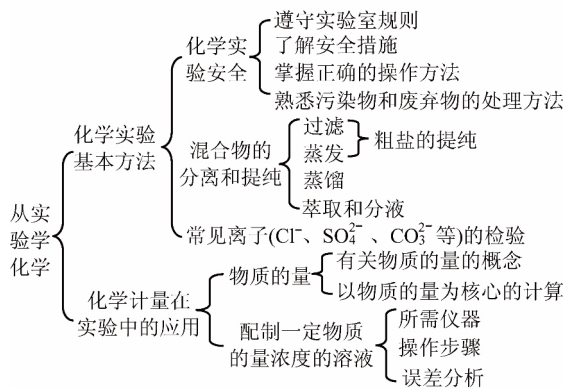 遵守实验室规则
化学实
验安全
了解安全措施
掌握正确的操作方法
熟悉污染物和废弃物的处理方法
化学实验
基本方法
混合物的
分离和提纯
过滤
蒸发
粗盐的提纯
蒸馏
萃取和分液
常见离子(Cl⁻、SO₄²⁻、CO₃²⁻等)的检验
从实
验学
化学
化学计量在
实验中的应用
物质的量
有关物质的量的概念
以物质的量为核心的计算
配制一定物质
的量浓度的溶液
所需仪器
操作步骤
误差分析